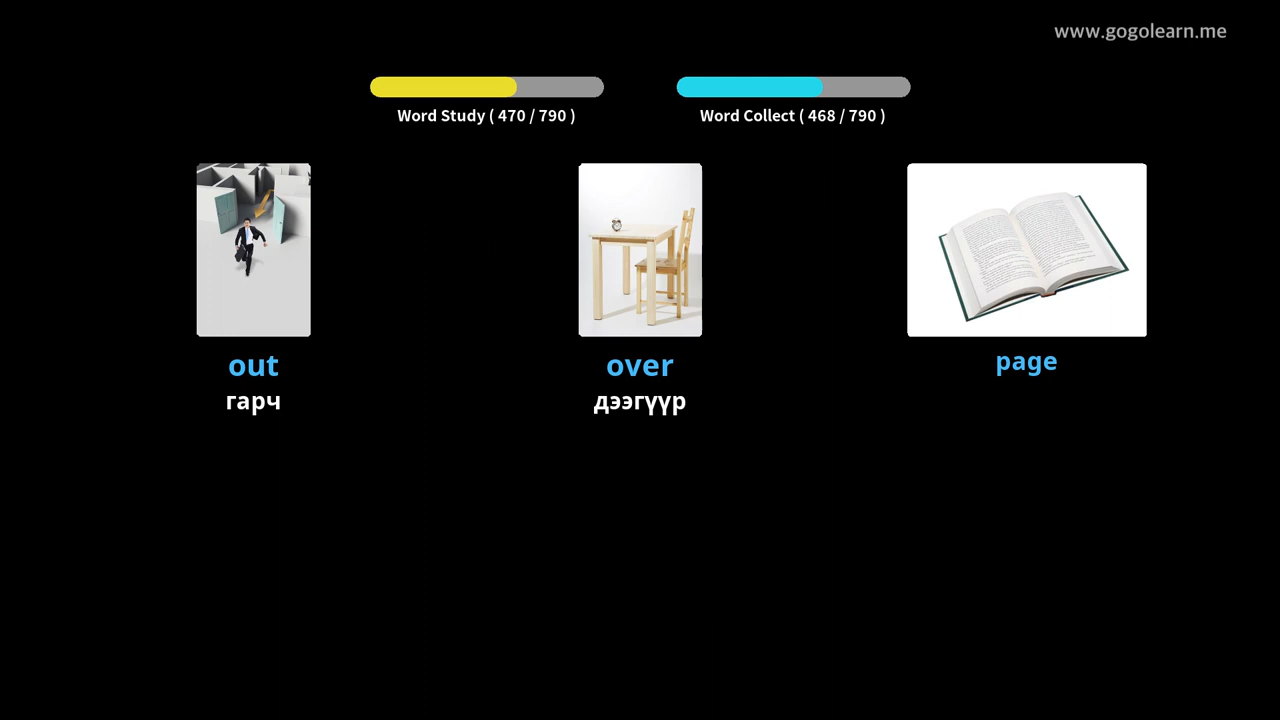 www.gogolearn.me
Word Study ( 470 / 790 )
Word Collect ( 468 / 790 )
out
гарч
over
дээгүүр
page